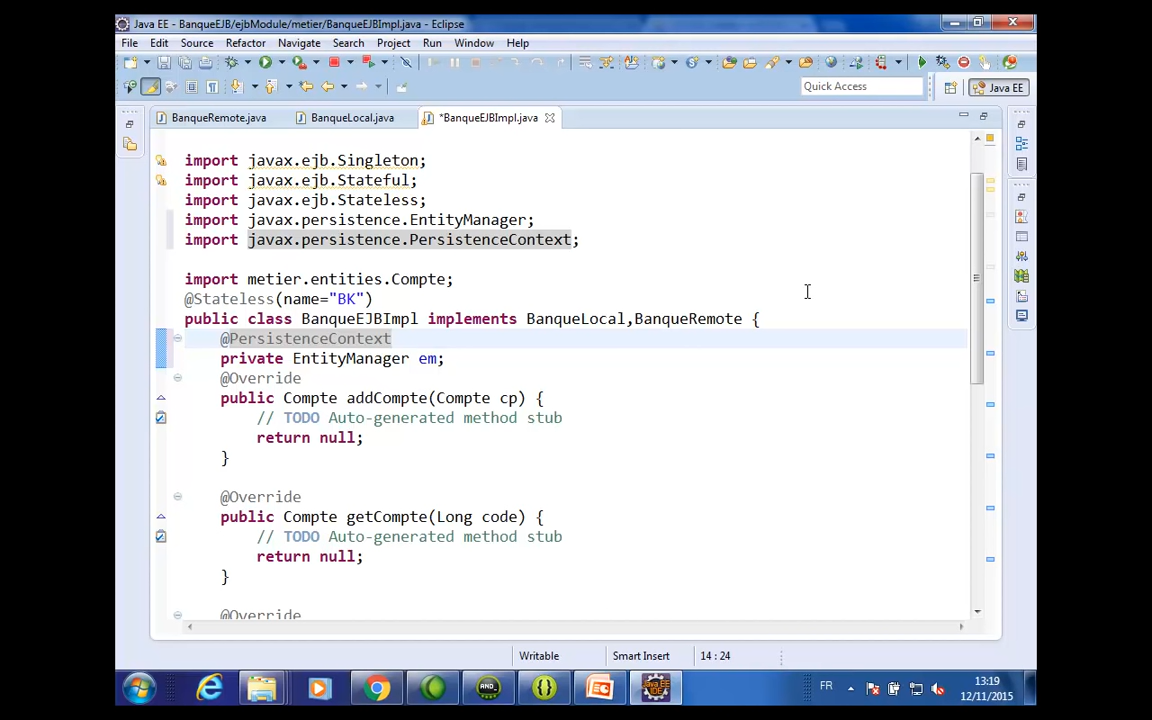 Java EE - BanqueEJB/ejbModule/metier/BanqueEJBImpl.java - Eclipse
File Edit Source Refactor Navigate Search Project Run Window Help
Quick Access
Java EE
BanqueRemote.java BanqueLocal.java *BanqueEJBImpl.java
import javax.ejb.Singleton;
import javax.ejb.Stateful;
import javax.ejb.Stateless;
import javax.persistence.EntityManager;
import javax.persistence.PersistenceContext;
import metier.entities.Compte;
@Stateless(name="BK")
public class BanqueEJBImpl implements BanqueLocal,BanqueRemote {
@PersistenceContext
private EntityManager em;
@Override
public Compte addCompte(Compte cp) {
// TODO Auto-generated method stub
return null;
}
@Override
public Compte getCompte(Long code) {
// TODO Auto-generated method stub
return null;
}
@Override
Writable Smart Insert 14 : 24
FR
13:19
12/11/2015